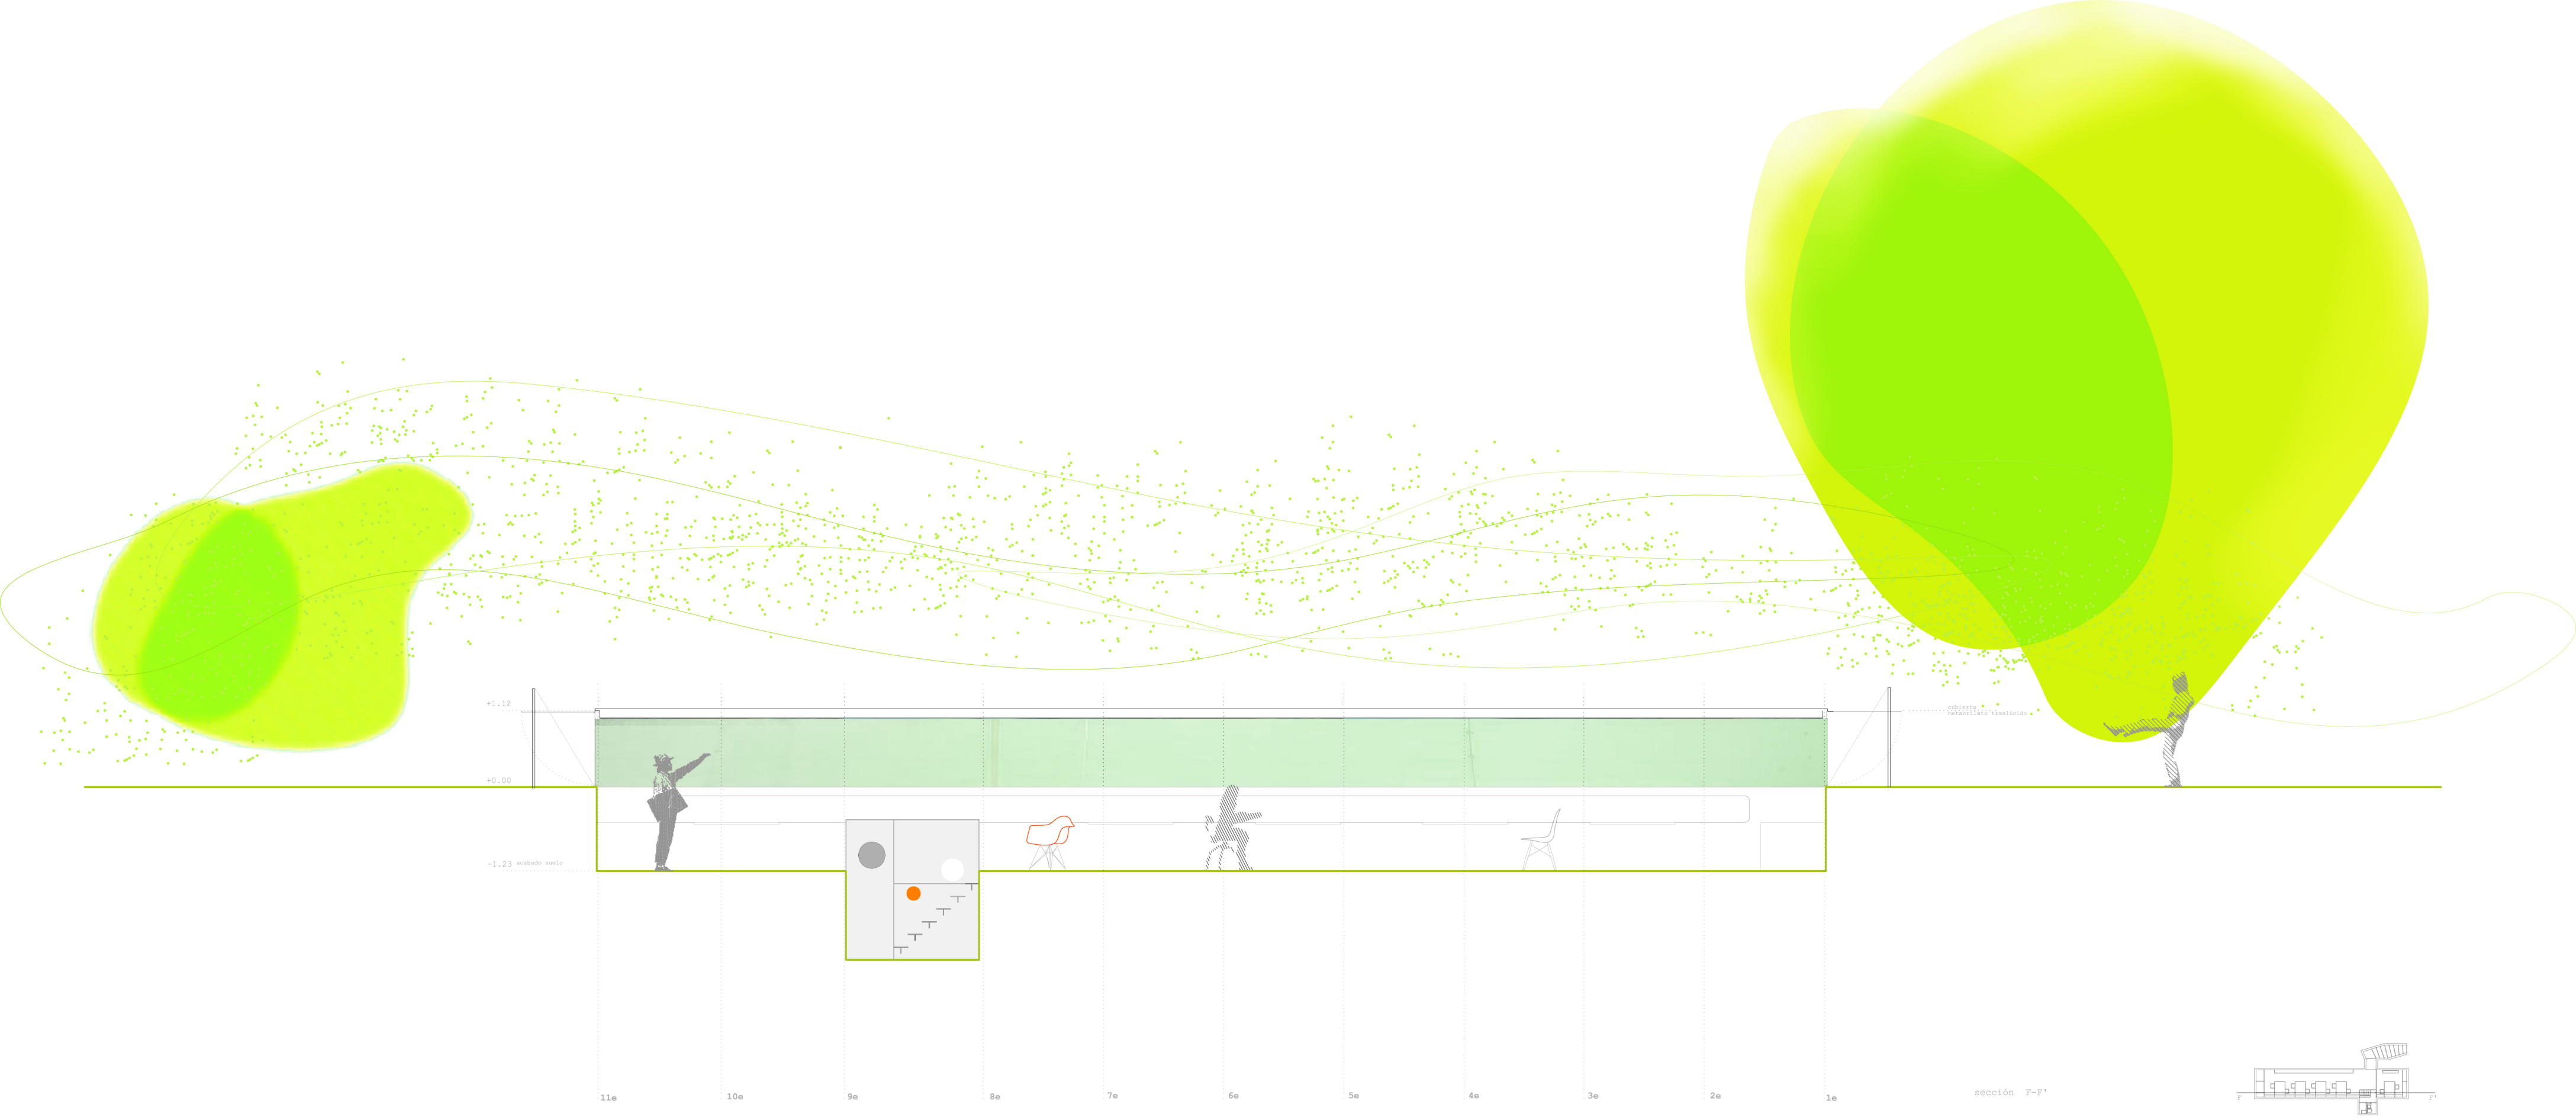 +1.12
cubierta
metacrilato traslúcido
+0.00
-1.23 acabado suelo
11e 10e 9e 8e 7e 6e 5e 4e 3e 2e 1e
sección F-F'
F F'